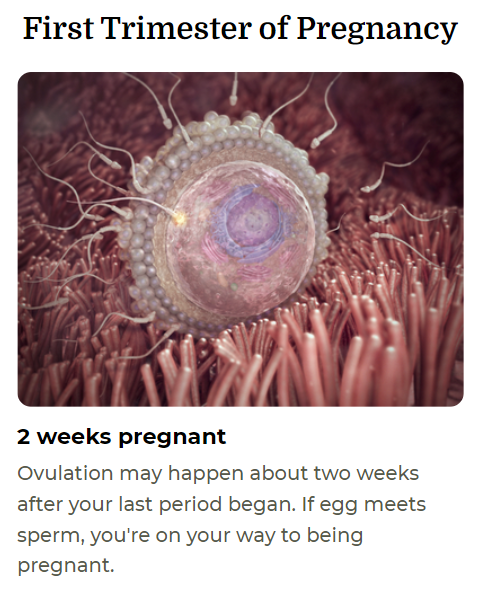 First Trimester of Pregnancy
2 weeks pregnant
Ovulation may happen about two weeks
after your last period began. If egg meets
sperm, you're on your way to being
pregnant.